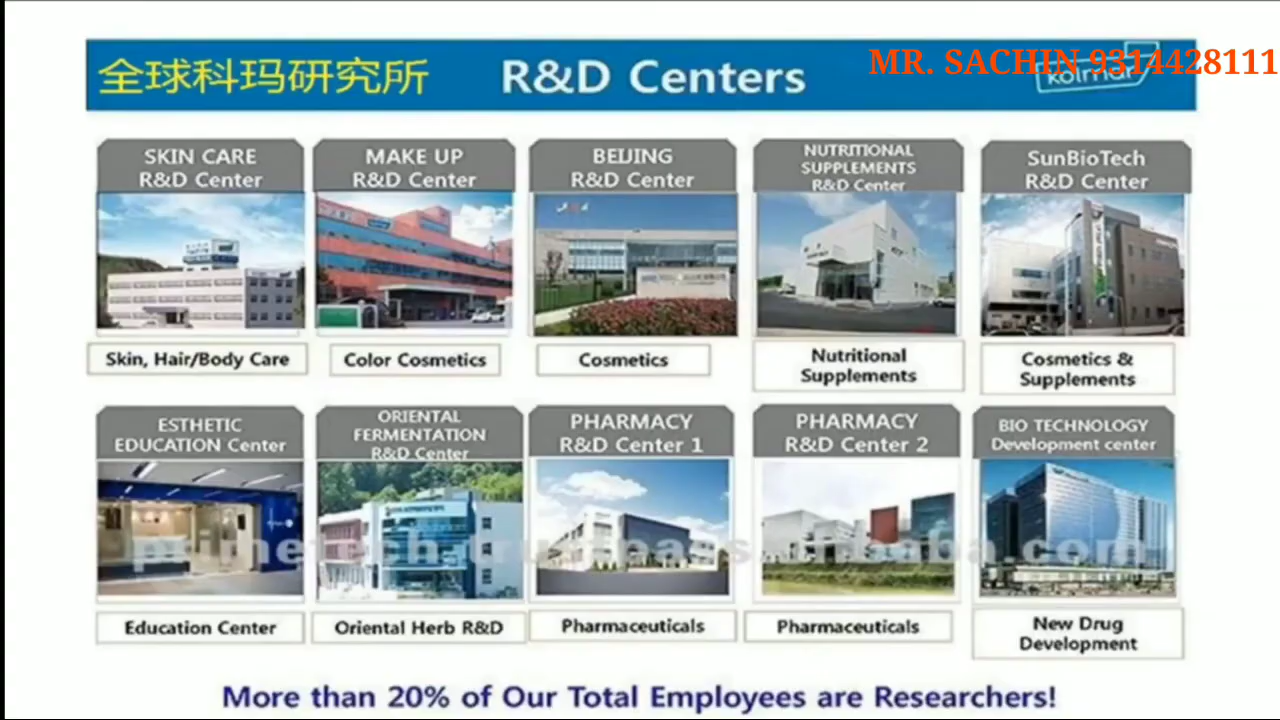 全球科玛研究所
R&D Centers
MR. SACHIN 9314428111
kolmar
SKIN CARE
R&D Center
MAKE UP
R&D Center
BEIJING
R&D Center
NUTRITIONAL
SUPPLEMENTS
R&D Center
SunBioTech
R&D Center
Skin, Hair/Body Care
Color Cosmetics
Cosmetics
Nutritional
Supplements
Cosmetics &
Supplements
ESTHETIC
EDUCATION Center
ORIENTAL
FERMENTATION
R&D Center
PHARMACY
R&D Center 1
PHARMACY
R&D Center 2
BIO TECHNOLOGY
Development center
Education Center
Oriental Herb R&D
Pharmaceuticals
Pharmaceuticals
New Drug
Development
More than 20% of Our Total Employees are Researchers!